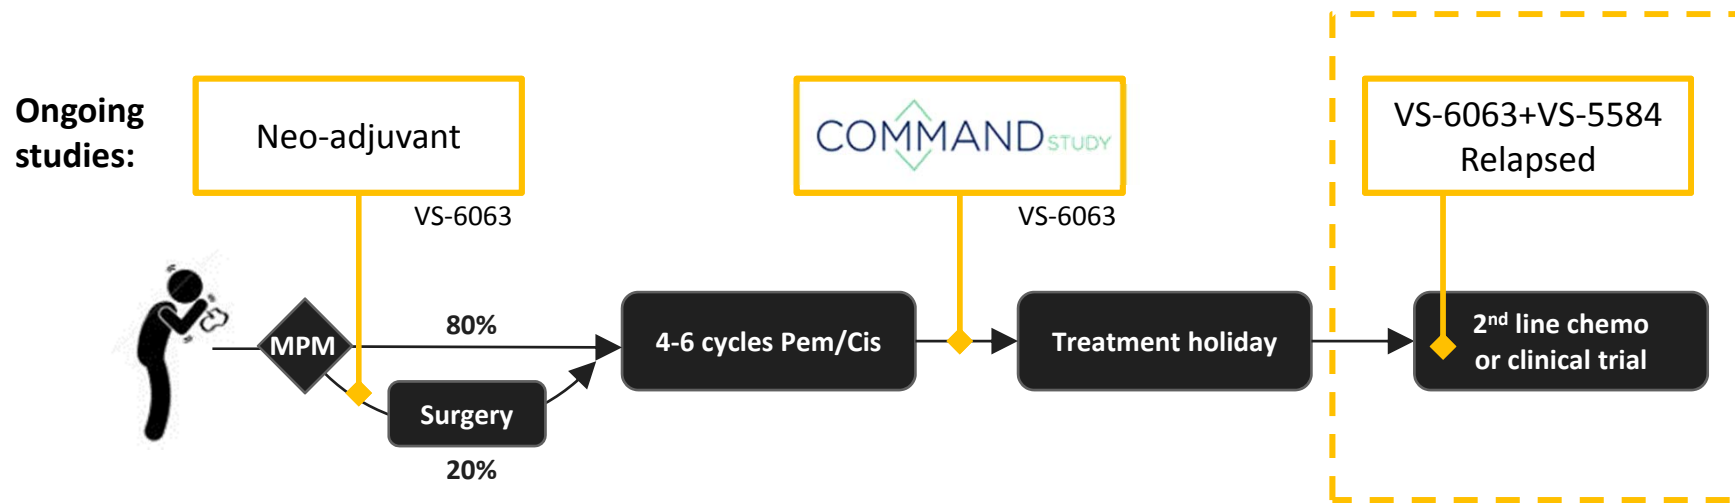 Ongoing
studies:
Neo-adjuvant
VS-6063
COMMAND STUDY
VS-6063
VS-6063+VS-5584
Relapsed
MPM
80%
Surgery
20%
4-6 cycles Pem/Cis
Treatment holiday
2nd line chemo
or clinical trial